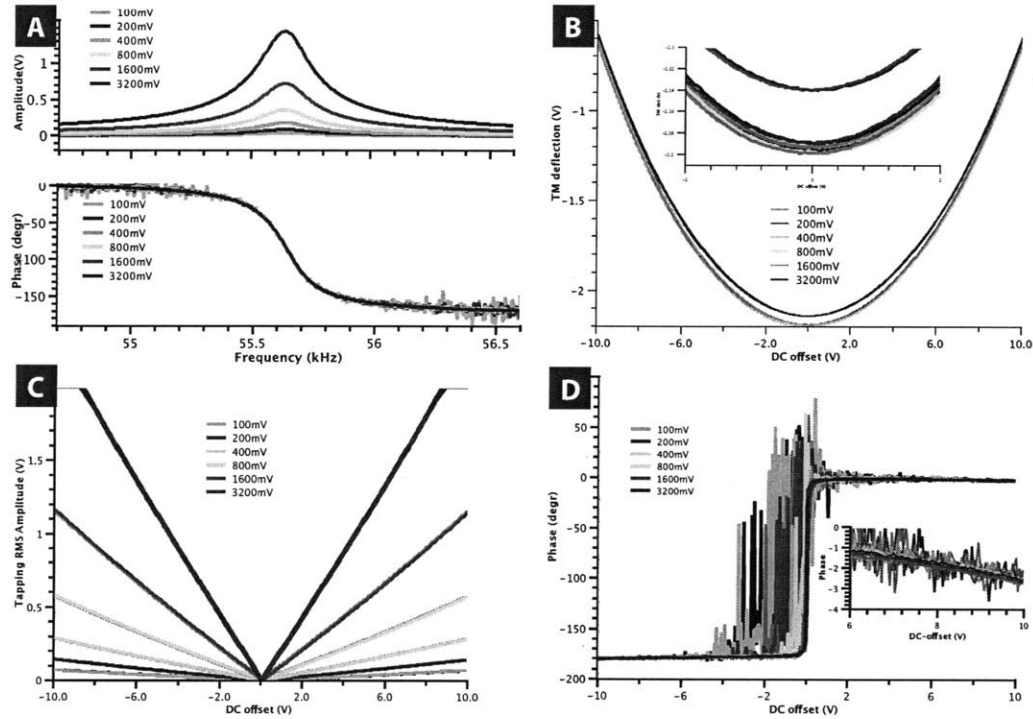 A
100mV
200mV
400mV
800mV
1600mV
3200mV
Amplitude(V)
1
0.5
0
100mV
200mV
400mV
800mV
1600mV
3200mV
Phase (degr)
0
-50
-100
-150
55
55.5
56
56.5
Frequency (kHz)
B
TM deflection (V)
-1
-1.5
-2
DC offset (V)
100mV
200mV
400mV
800mV
1600mV
3200mV
-10.0
-6.0
-2.0
2.0
6.0
10.0
DC offset (V)
C
Tapping RMS Amplitude (V)
1.5
1
0.5
0
100mV
200mV
400mV
800mV
1600mV
3200mV
-10.0
-6.0
-2.0
2.0
6.0
10.0
DC offset (V)
D
Phase (degr)
50
0
-50
-100
-150
-200
100mV
200mV
400mV
800mV
1600mV
3200mV
Phase
0
-1
-2
-3
-4
6
8
10
DC-offset (V)
-10
-6
-2
2
6
10
DC offset (V)